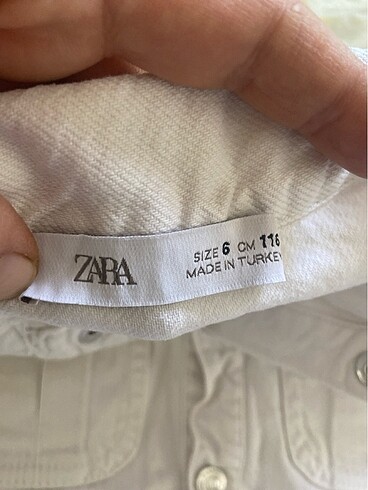 ZARA
SIZE 6 CM 116
MADE IN TURKEY